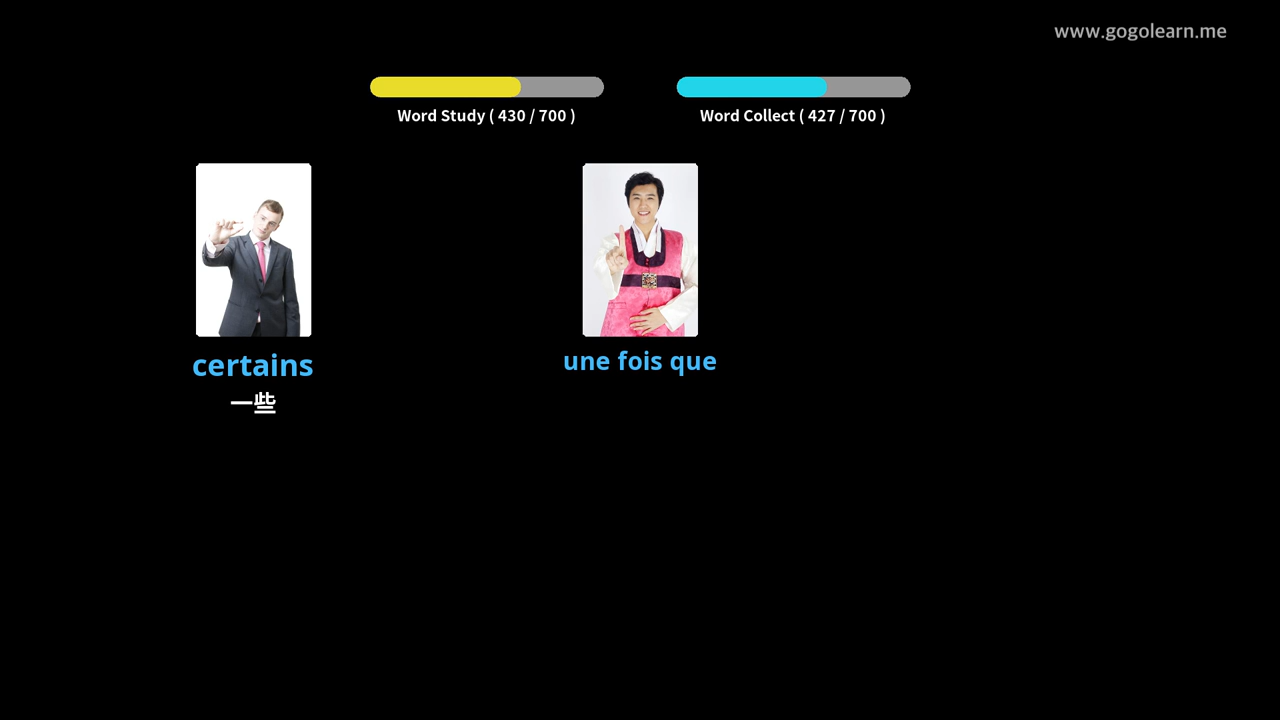 www.gogolearn.me
Word Study ( 430 / 700 )
Word Collect ( 427 / 700 )
certains
一些
une fois que